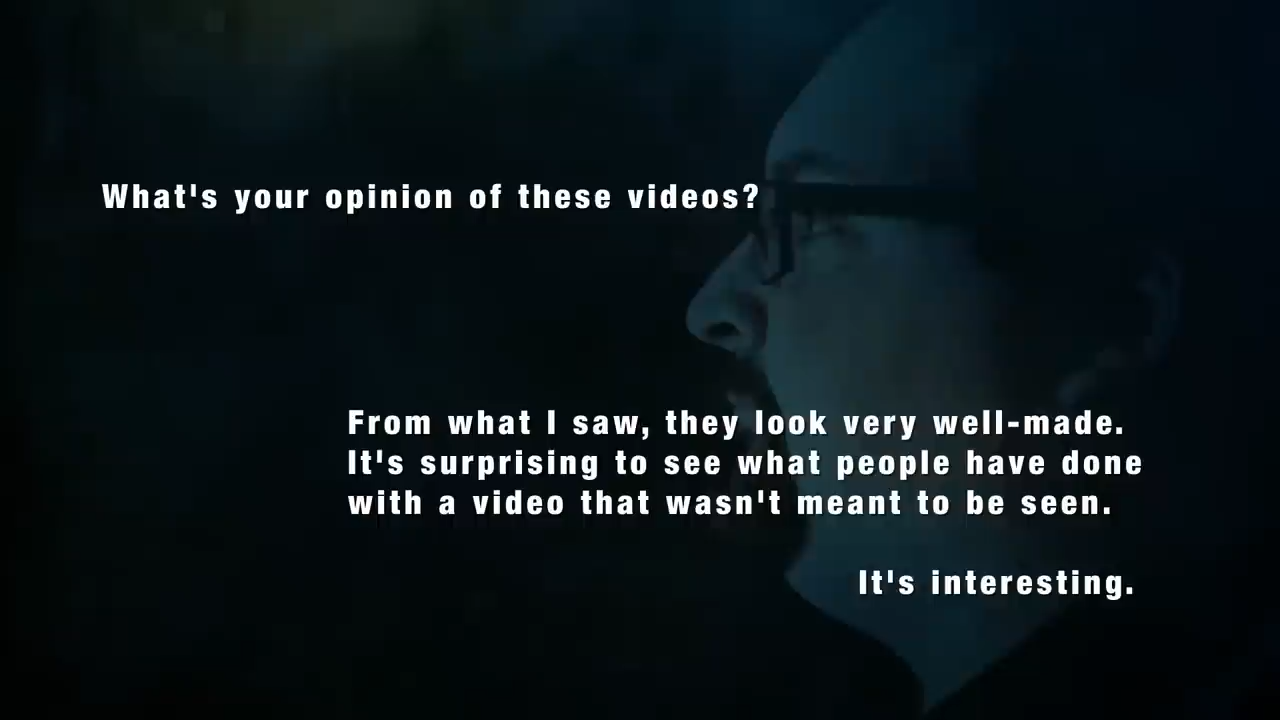 What's your opinion of these videos?
From what I saw, they look very well-made.
It's surprising to see what people have done
with a video that wasn't meant to be seen.
It's interesting.